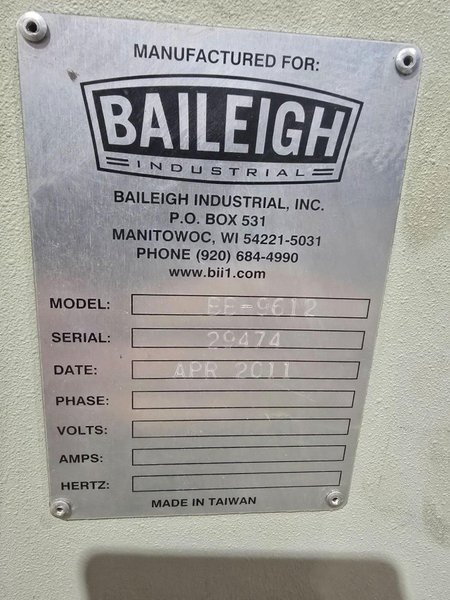 MANUFACTURED FOR:
BAILEIGH
INDUSTRIAL
BAILEIGH INDUSTRIAL, INC.
P.O. BOX 531
MANITOWOC, WI 54221-5031
PHONE (920) 684-4990
www.bii1.com
MODEL: BB-9612
SERIAL: 29474
DATE: APR 2011
PHASE:
VOLTS:
AMPS:
HERTZ:
MADE IN TAIWAN